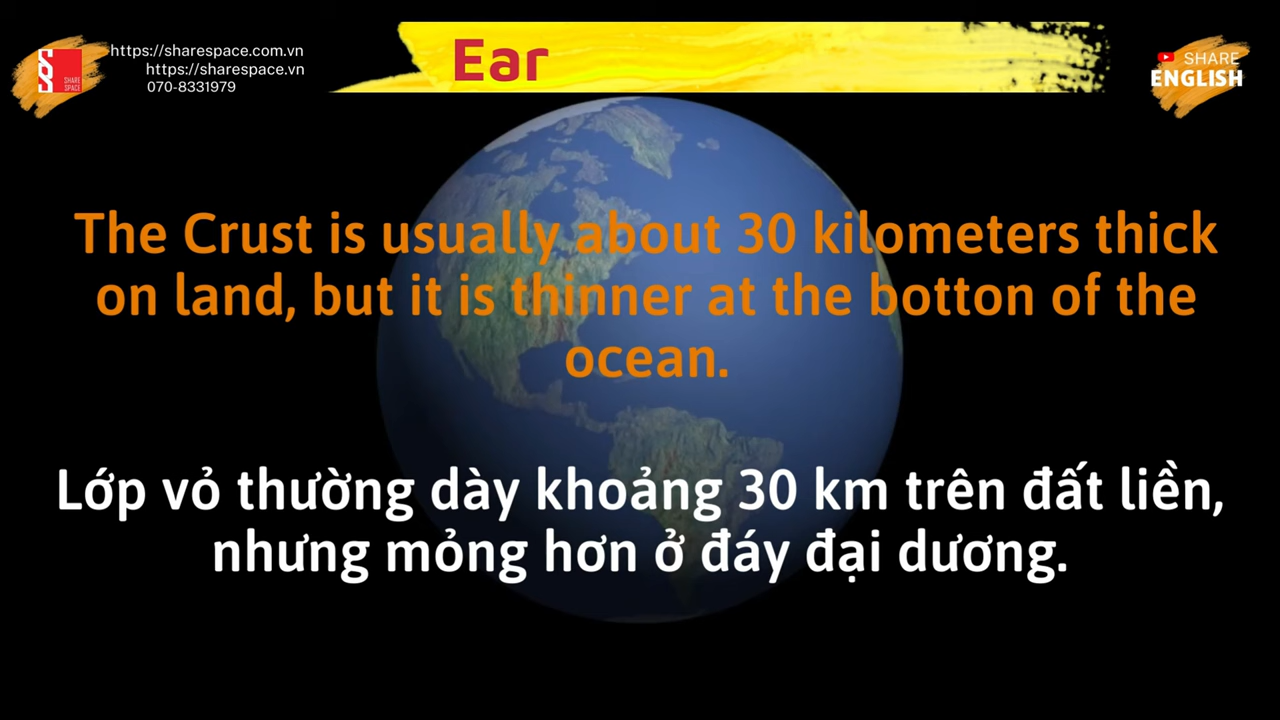 https://sharespace.com.vn
https://sharespace.vn
070-8331979
SHARE
SPACE
Ear
SHARE
ENGLISH
The Crust is usually about 30 kilometers thick
on land, but it is thinner at the botton of the
ocean.
Lớp vỏ thường dày khoảng 30 km trên đất liền,
nhưng mỏng hơn ở đáy đại dương.